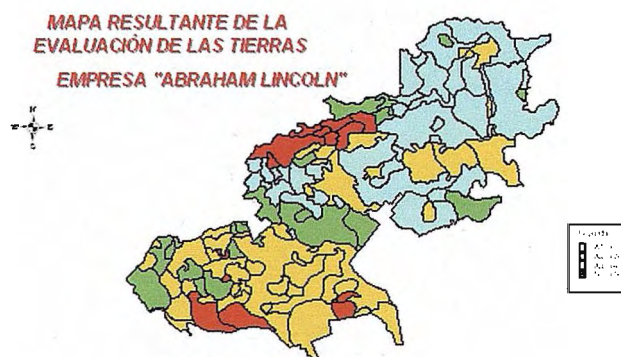 MAPA RESULTANTE DE LA
EVALUACIÓN DE LAS TIERRAS
EMPRESA "ABRAHAM LINCOLN"
N
W E
S